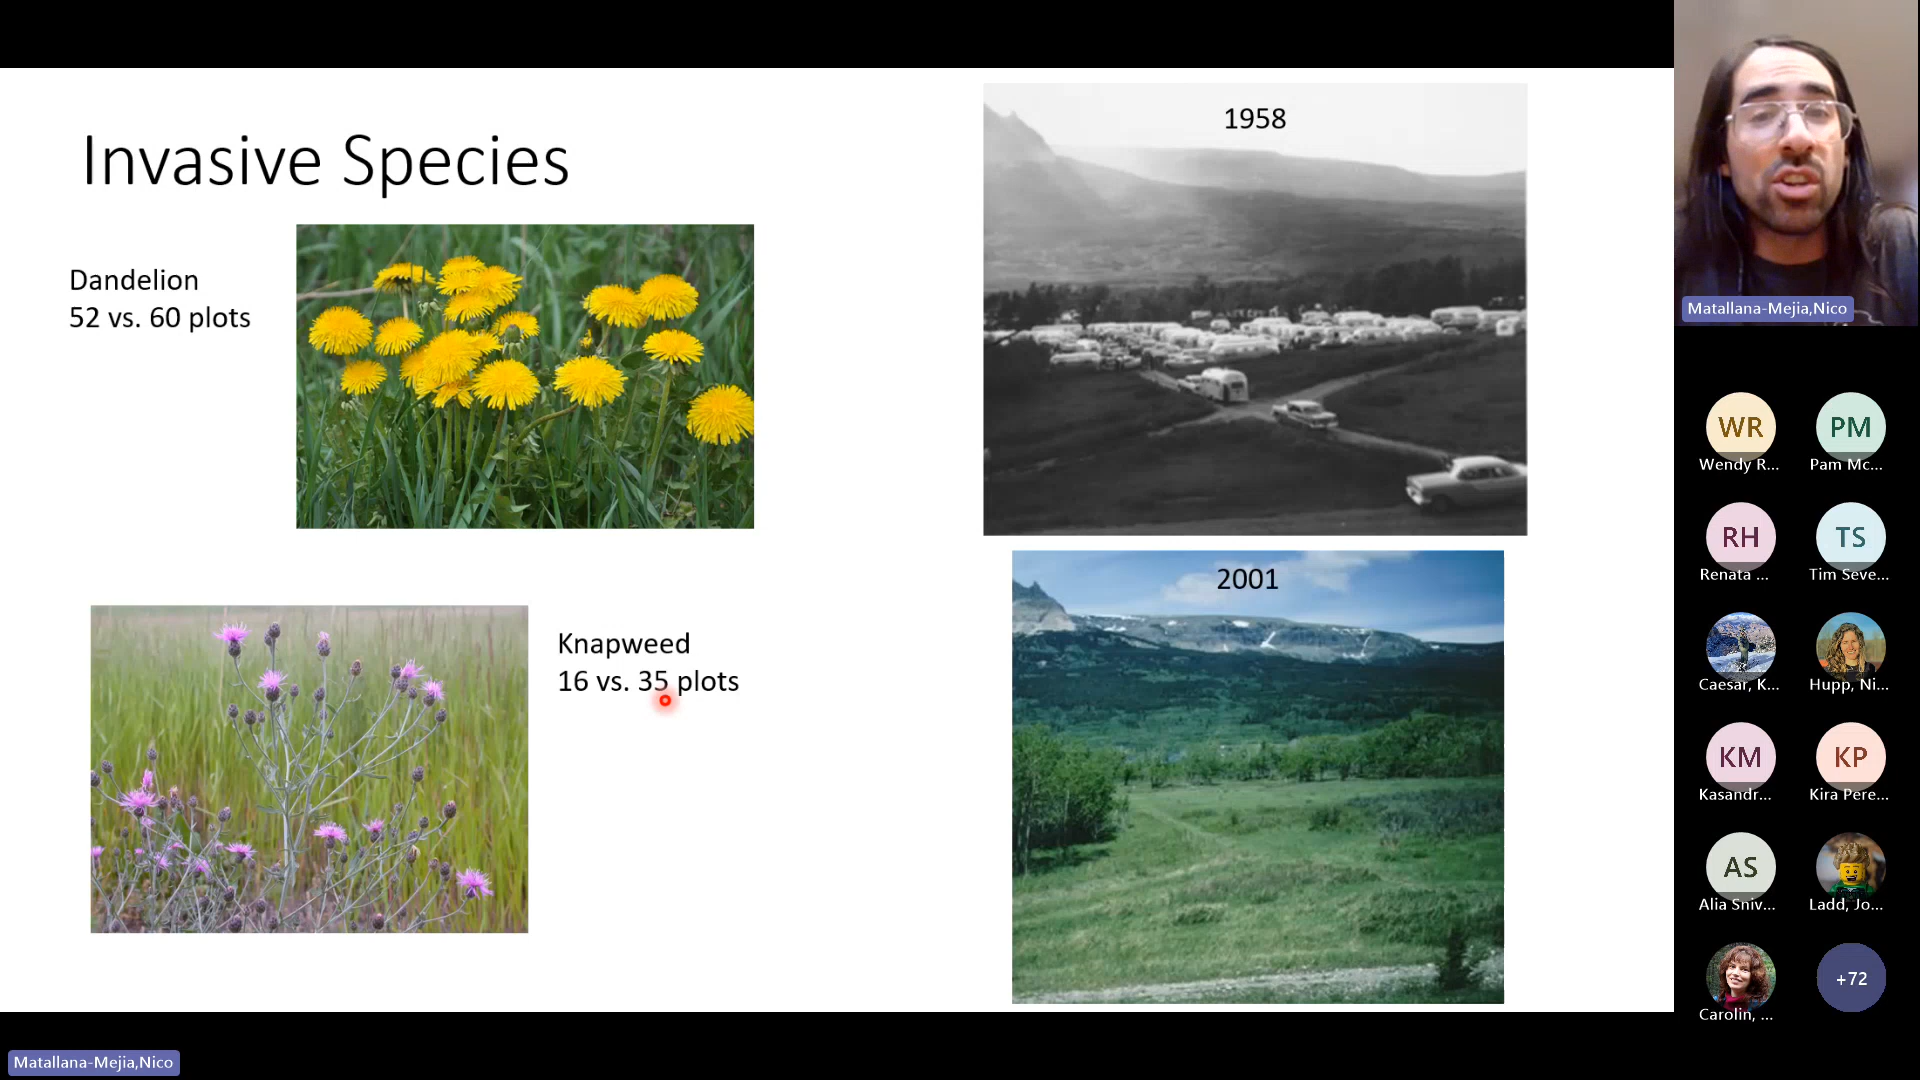 Invasive Species
Dandelion
52 vs. 60 plots
Knapweed
16 vs. 35 plots
1958
2001
Matallana-Mejia,Nico
WR
Wendy R...
PM
Pam Mc...
RH
Renata ...
TS
Tim Seve...
Caesar, K...
Hupp, Ni...
KM
Kasandr...
KP
Kira Pere...
AS
Alia Sniv...
Ladd, Jo...
Carolin, ...
+72
Matallana-Mejia,Nico